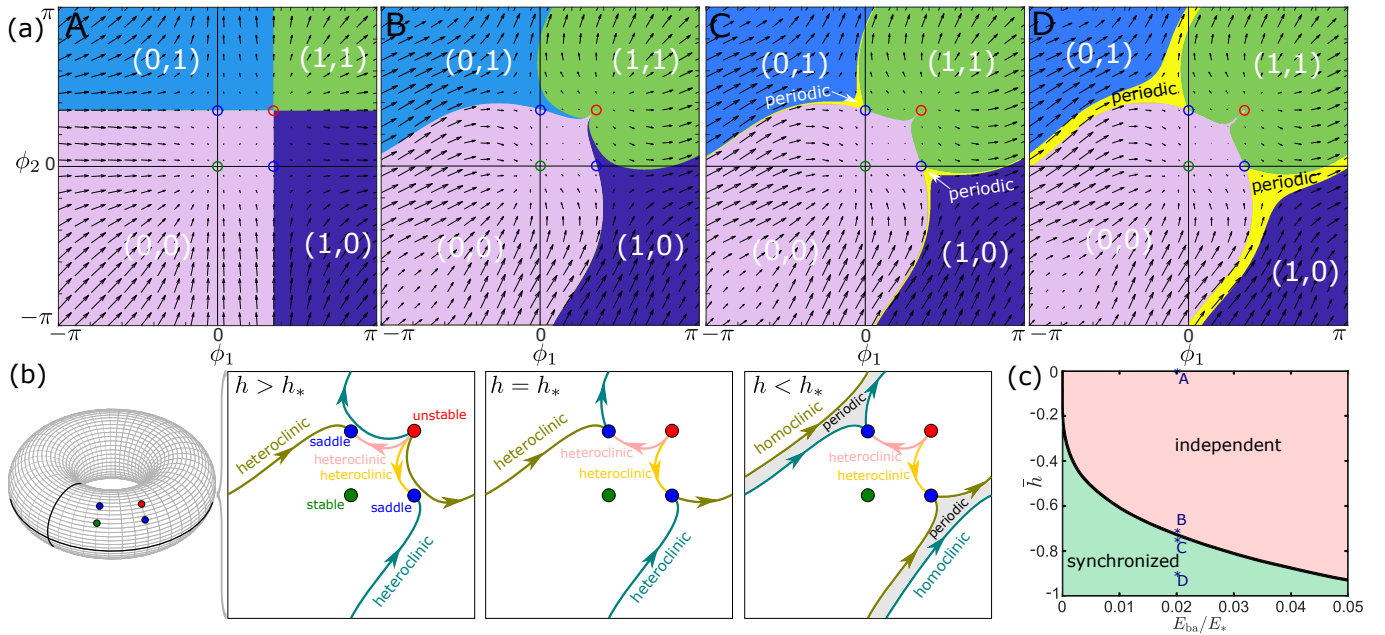 (a)
π
A
B
C
D
(0,1)
(1,1)
(0,0)
(1,0)
(0,1)
(1,1)
(0,0)
(1,0)
(0,1)
(1,1)
periodic
periodic
(0,0)
(1,0)
(0,1)
(1,1)
periodic
periodic
(0,0)
(1,0)
ϕ₂ 0
−π
−π 0 π
ϕ₁
−π 0 π
ϕ₁
−π 0 π
ϕ₁
−π 0 π
ϕ₁
(b)
h > h*
unstable
saddle
heteroclinic
heteroclinic
heteroclinic
stable
saddle
heteroclinic
h = h*
heteroclinic
heteroclinic
heteroclinic
heteroclinic
h < h*
homoclinic
periodic
heteroclinic
heteroclinic
periodic
homoclinic
(c)
0
-0.2
-0.4
-0.6
-0.8
-1
h̄
A
independent
B
C
synchronized
D
0 0.01 0.02 0.03 0.04 0.05
E_ba/E_*